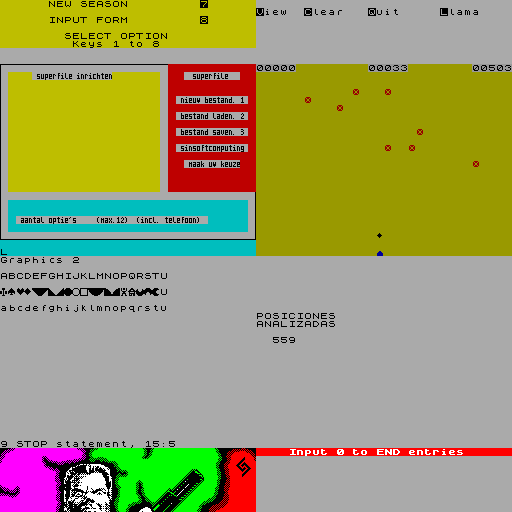 NEW SEASON 7
INPUT FORM 8
SELECT OPTION
Keys 1 to 8
View Clear Quit Llama
superfile inrichten
superfile
nieuw bestand. 1
bestand laden. 2
bestand saven. 3
sinsoftcomputing
maak uw keuze
aantal optie's (max.12) (incl. telefoon)
L
00000 00033 00503
Graphics 2
ABCDEFGHIJKLMNOPQRSTU
U
abcdefghijklmnopqrstu
9 STOP statement, 15:5
POSICIONES
ANALIZADAS
559
Input 0 to END entries